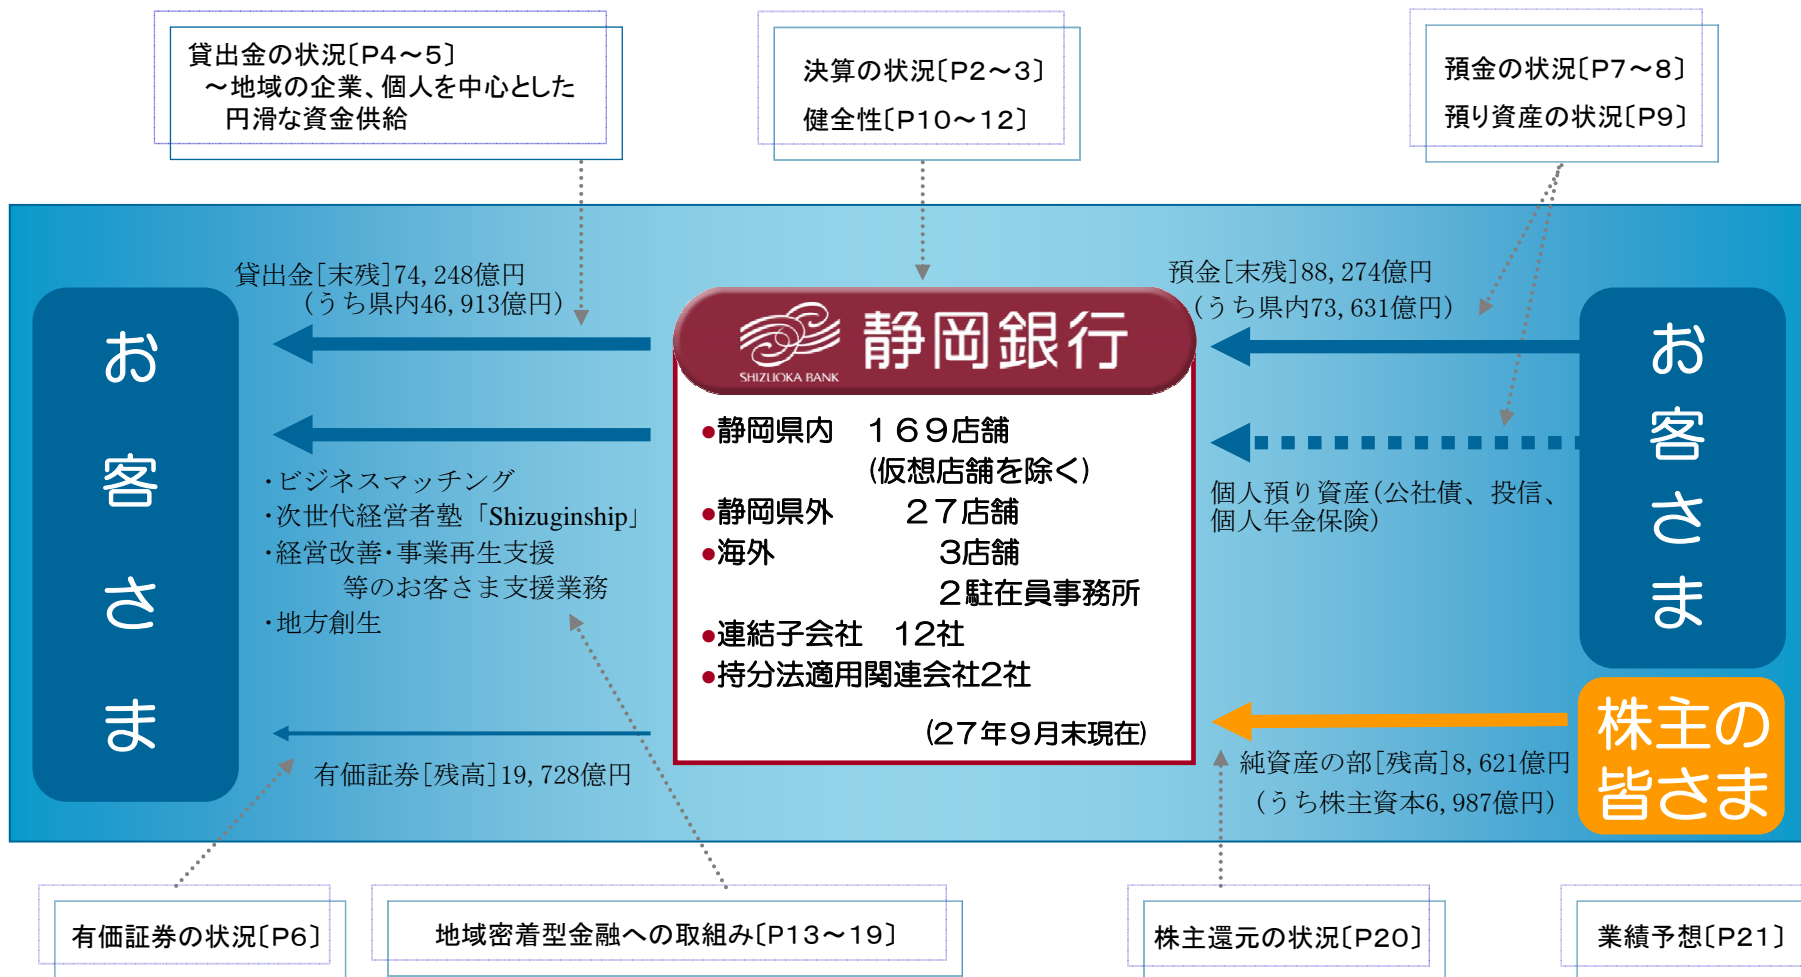 貸出金の状況〔P4～5〕
～地域の企業、個人を中心とした
円滑な資金供給
決算の状況〔P2～3〕
健全性〔P10～12〕
預金の状況〔P7～8〕
預り資産の状況〔P9〕
お客さま
貸出金［末残］74,248億円
（うち県内46,913億円）
・ビジネスマッチング
・次世代経営者塾「Shizuginship」
・経営改善・事業再生支援
等のお客さま支援業務
・地方創生
有価証券［残高］19,728億円
SHIZUOKA BANK
静岡銀行
●静岡県内　１６９店舗
(仮想店舗を除く)
●静岡県外　２７店舗
●海外　3店舗
２駐在員事務所
●連結子会社　12社
●持分法適用関連会社2社
(27年９月末現在)
預金［末残］88,274億円
（うち県内73,631億円）
個人預り資産(公社債、投信、
個人年金保険)
純資産の部［残高］8,621億円
（うち株主資本6,987億円）
お客さま
株主の
皆さま
有価証券の状況〔P6〕
地域密着型金融への取組み〔P13～19〕
株主還元の状況〔P20〕
業績予想〔P21〕